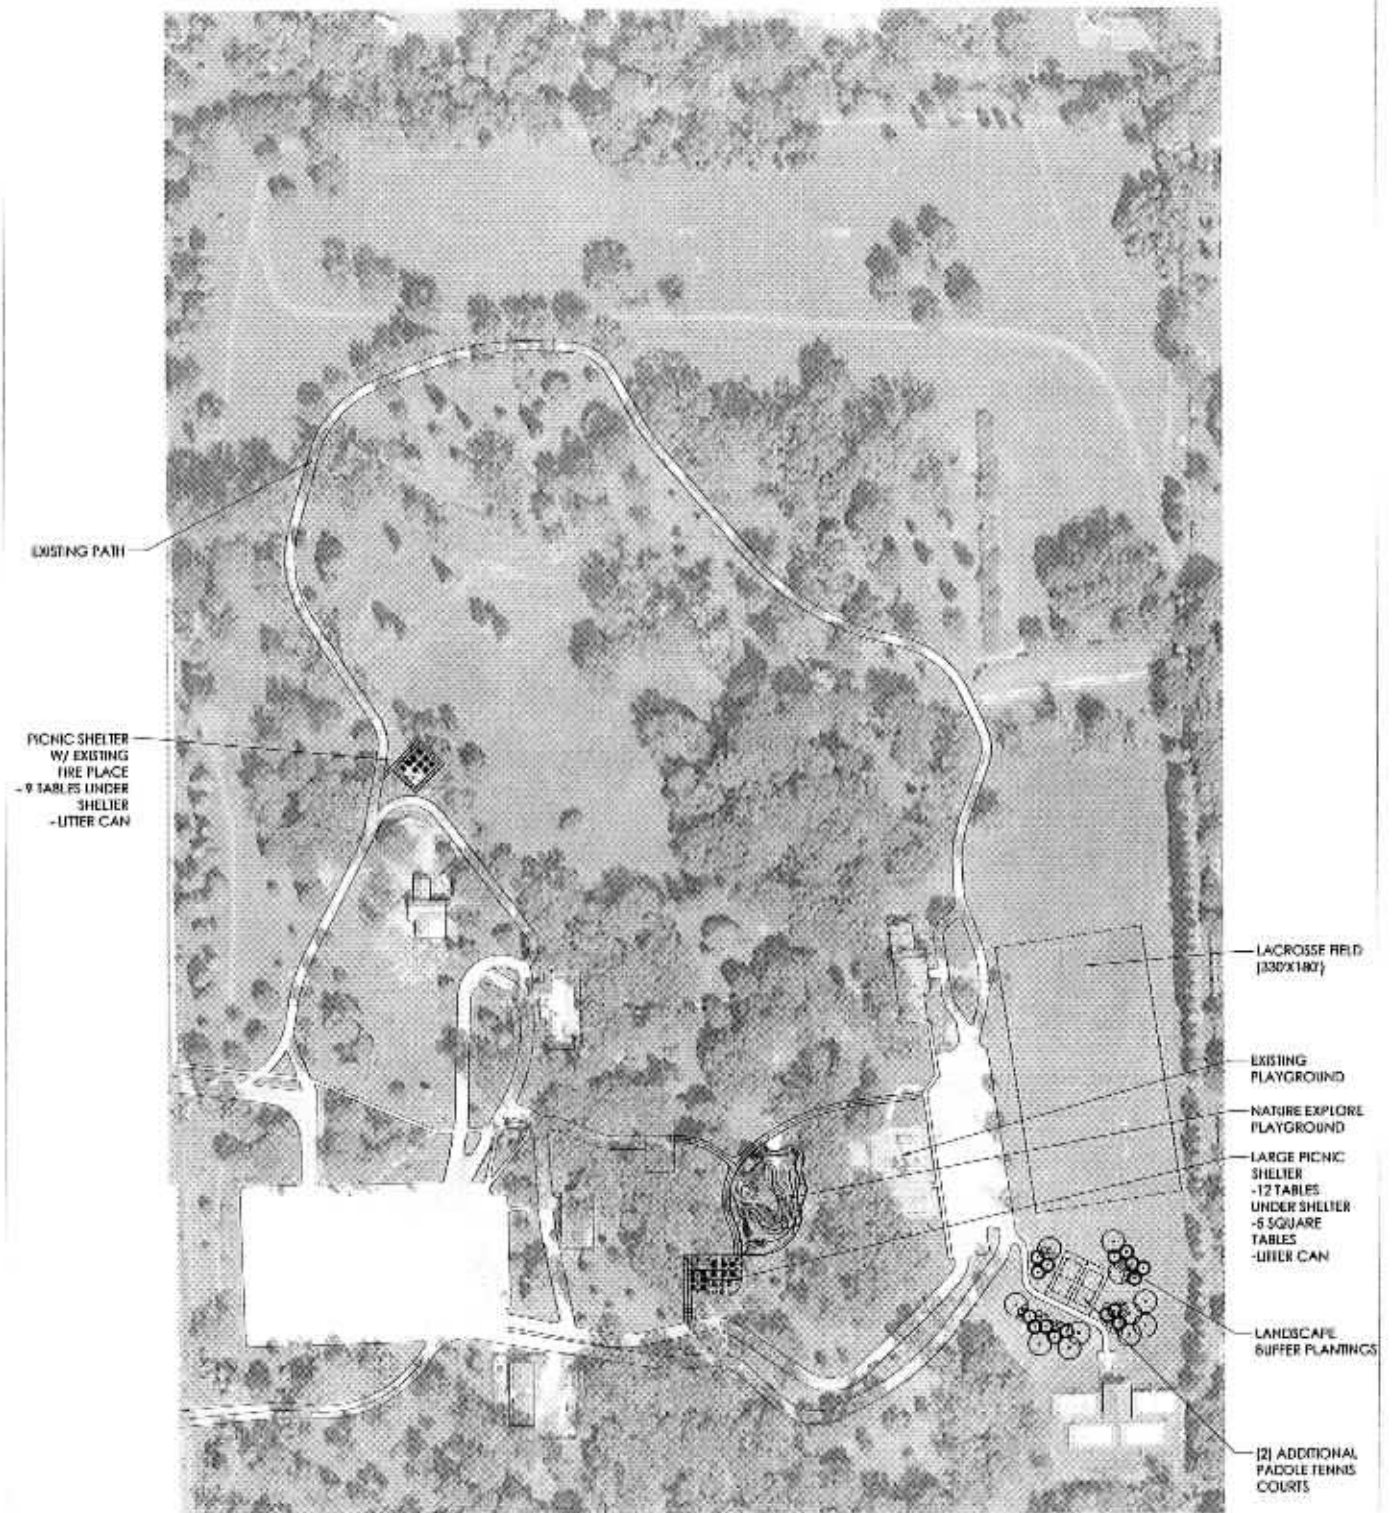 EXISTING PATH
PICNIC SHELTER
W/ EXISTING
FIRE PLACE
- 9 TABLES UNDER
SHELTER
-LITTER CAN
LACROSSE FIELD
(330'X180')
EXISTING
PLAYGROUND
NATURE EXPLORE
PLAYGROUND
LARGE PICNIC
SHELTER
-12 TABLES
UNDER SHELTER
-5 SQUARE
TABLES
-LITTER CAN
LANDSCAPE
BUFFER PLANTINGS
(2) ADDITIONAL
PADDLE TENNIS
COURTS